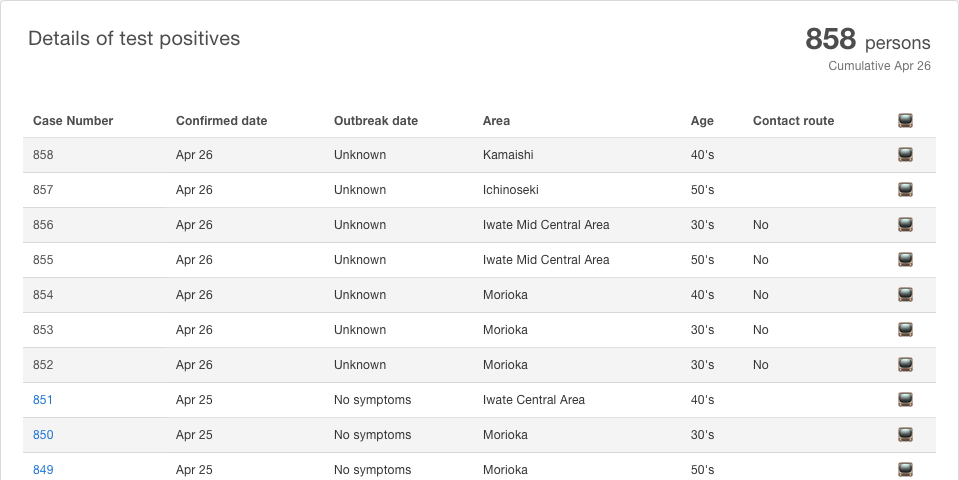 Details of test positives
858 persons
Cumulative Apr 26
Case Number Confirmed date Outbreak date Area Age Contact route
858 Apr 26 Unknown Kamaishi 40's
857 Apr 26 Unknown Ichinoseki 50's
856 Apr 26 Unknown Iwate Mid Central Area 30's No
855 Apr 26 Unknown Iwate Mid Central Area 50's No
854 Apr 26 Unknown Morioka 40's No
853 Apr 26 Unknown Morioka 30's No
852 Apr 26 Unknown Morioka 30's No
851 Apr 25 No symptoms Iwate Central Area 40's
850 Apr 25 No symptoms Morioka 30's
849 Apr 25 No symptoms Morioka 50's